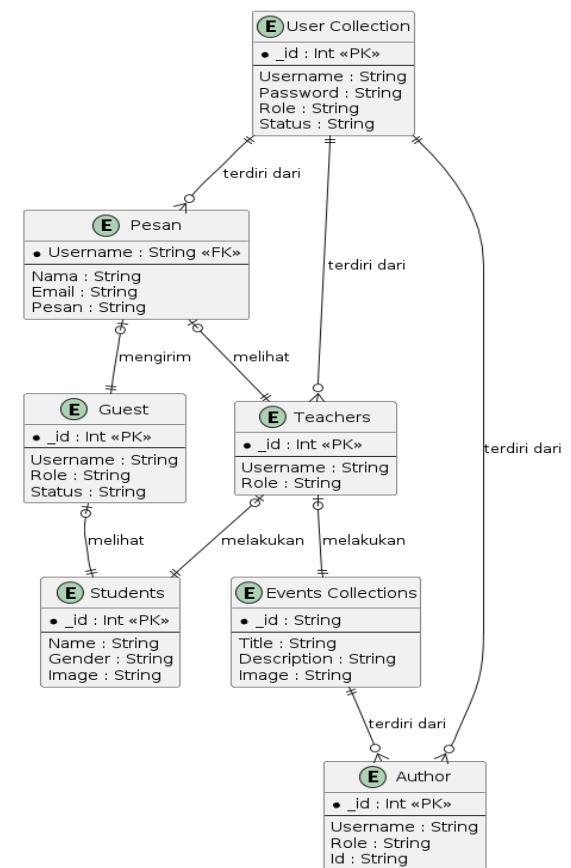 E User Collection
_id : Int «PK»
Username : String
Password : String
Role : String
Status : String
terdiri dari
E Pesan
Username : String «FK»
Nama : String
Email : String
Pesan : String
terdiri dari
mengirim
melihat
E Guest
_id : Int «PK»
Username : String
Role : String
Status : String
E Teachers
_id : Int «PK»
Username : String
Role : String
terdiri dari
melihat
melakukan
melakukan
E Students
_id : Int «PK»
Name : String
Gender : String
Image : String
E Events Collections
_id : String
Title : String
Description : String
Image : String
terdiri dari
E Author
_id : Int «PK»
Username : String
Role : String
Id : String